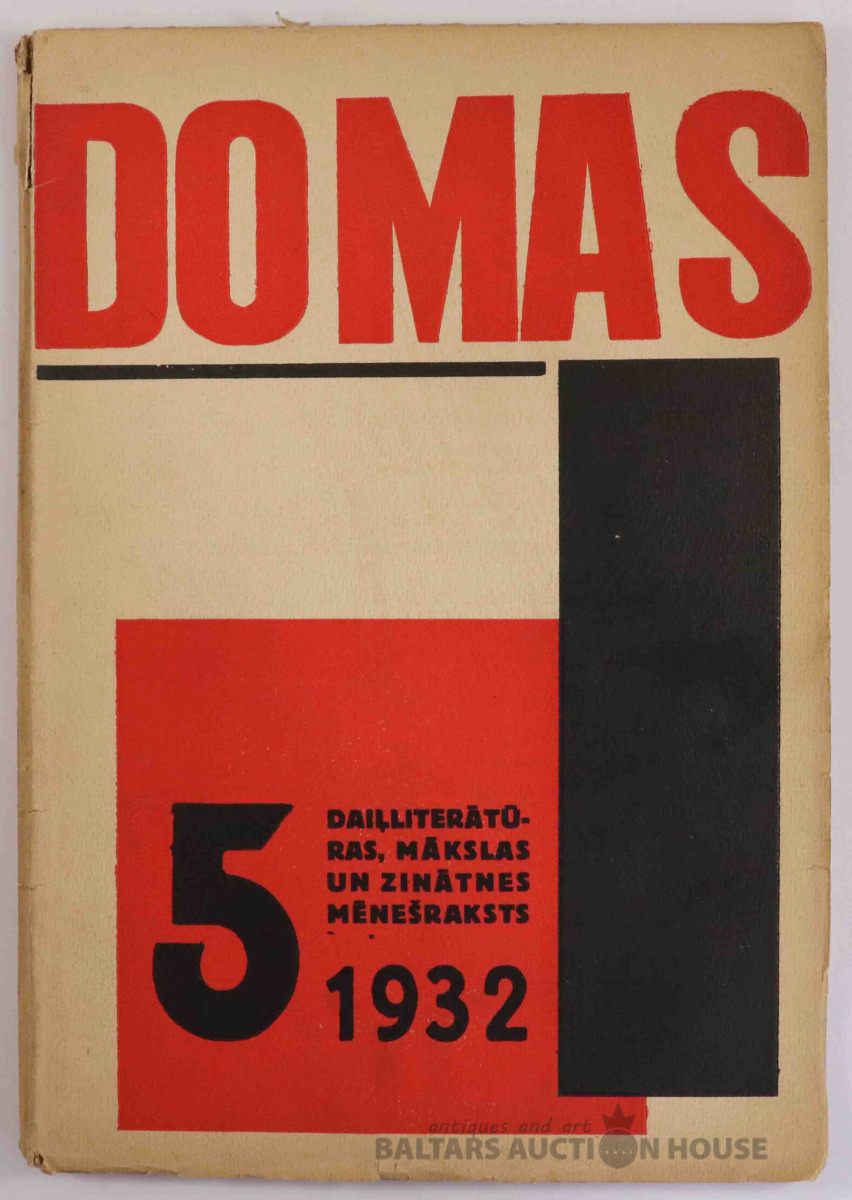 DOMAS
5
DAIĻLITERĀTŪ-
RAS, MĀKSLAS
UN ZINĀTNES
MĒNEŠRAKSTS
1932
antiques and art
BALTARS AUCTION HOUSE